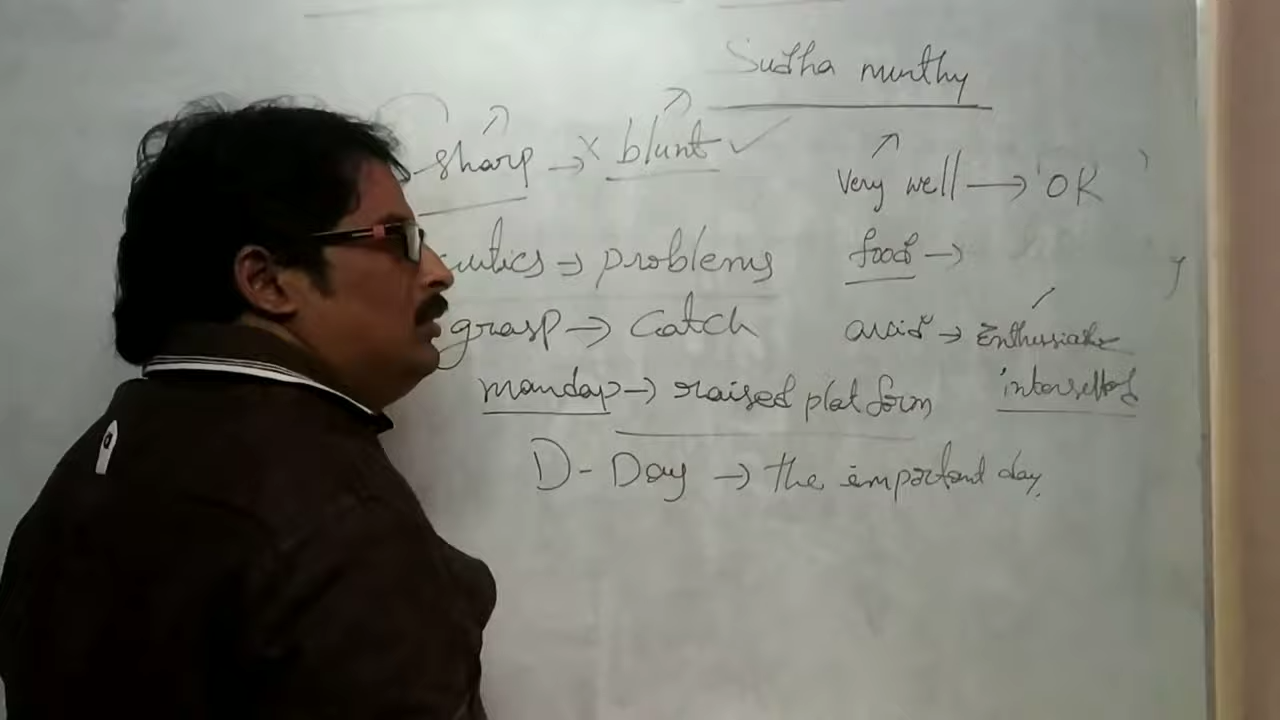 Sudha murthy
sharp → × blunt ✓
very well → 'OK'
problems
food →
grasp → Catch
avid → Enthusiastic
mandap → raised platform
D-Day → the important day.